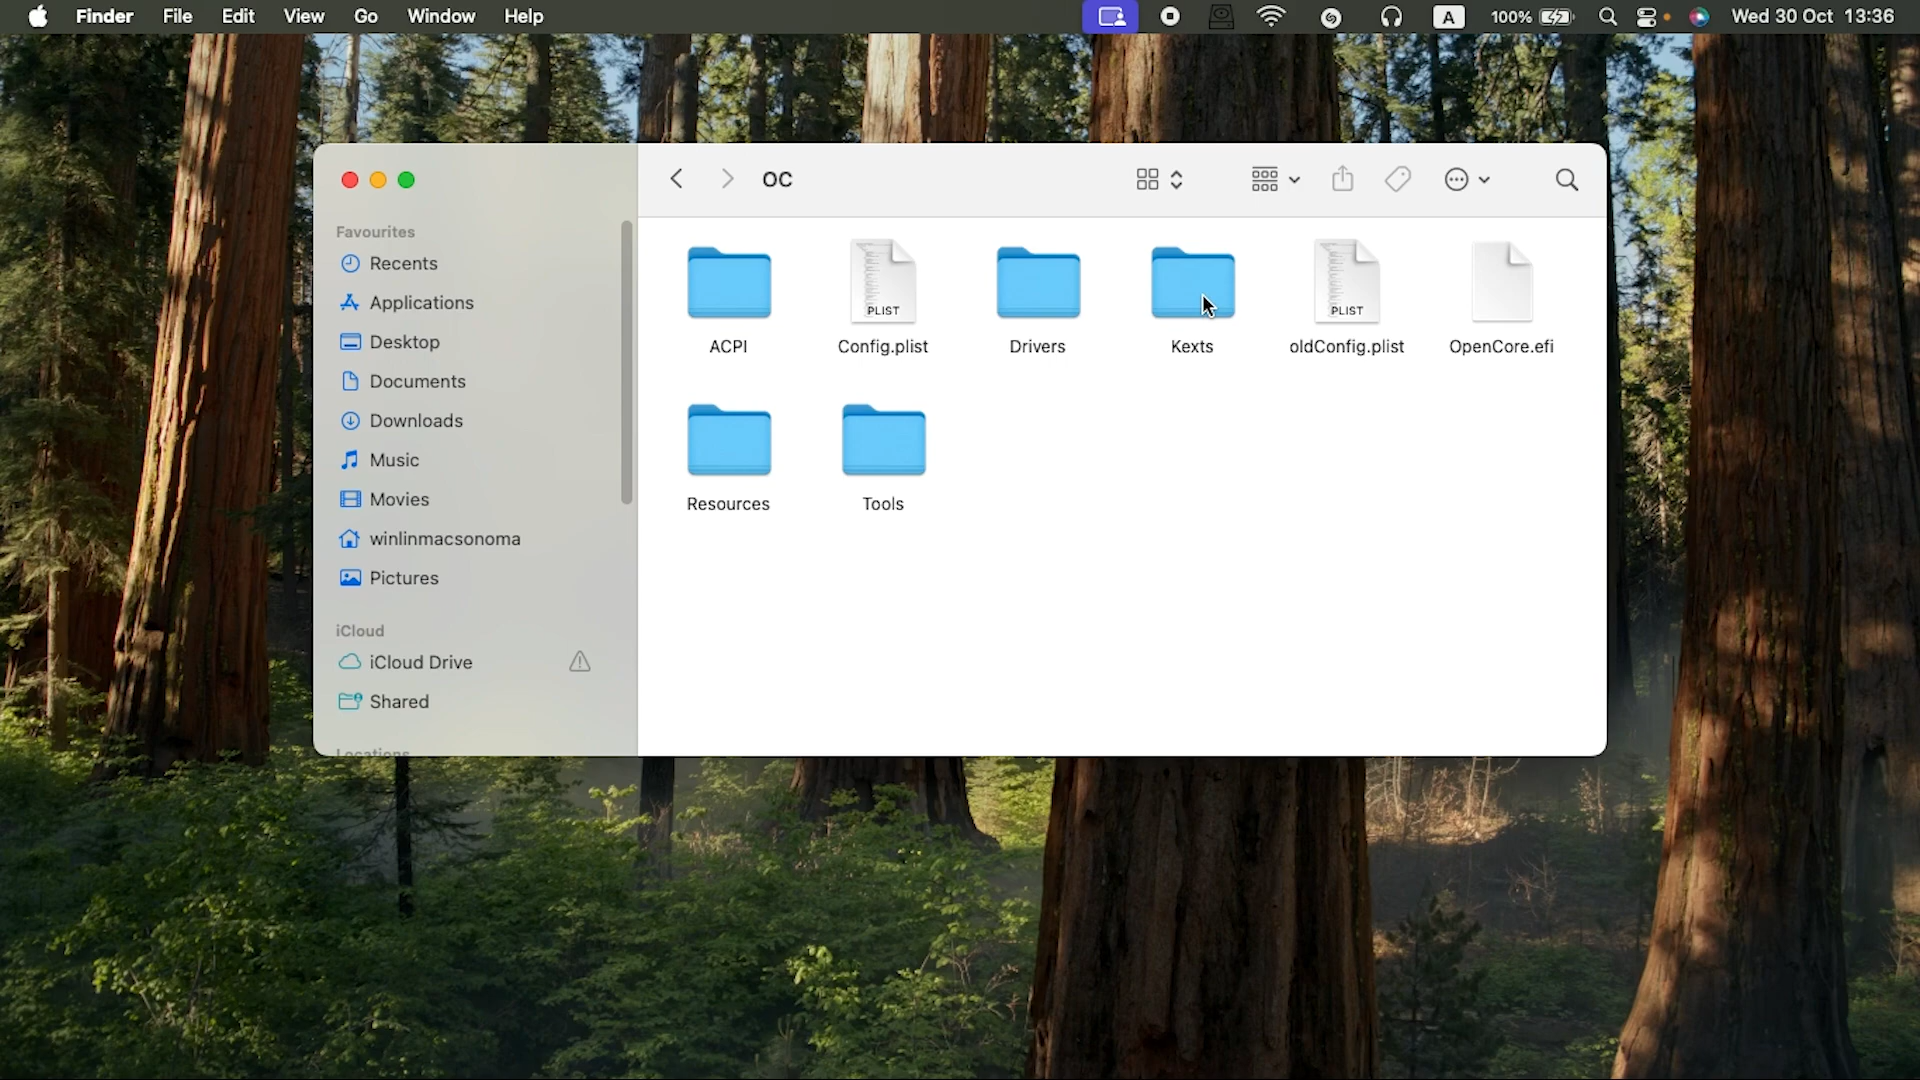 Finder File Edit View Go Window Help A 100% Wed 30 Oct 13:36
OC
Favourites
Recents
Applications
Desktop
Documents
Downloads
Music
Movies
winlinmacsonoma
Pictures
iCloud
iCloud Drive
Shared
Locations
PLIST PLIST
ACPI Config.plist Drivers Kexts oldConfig.plist OpenCore.efi
Resources Tools